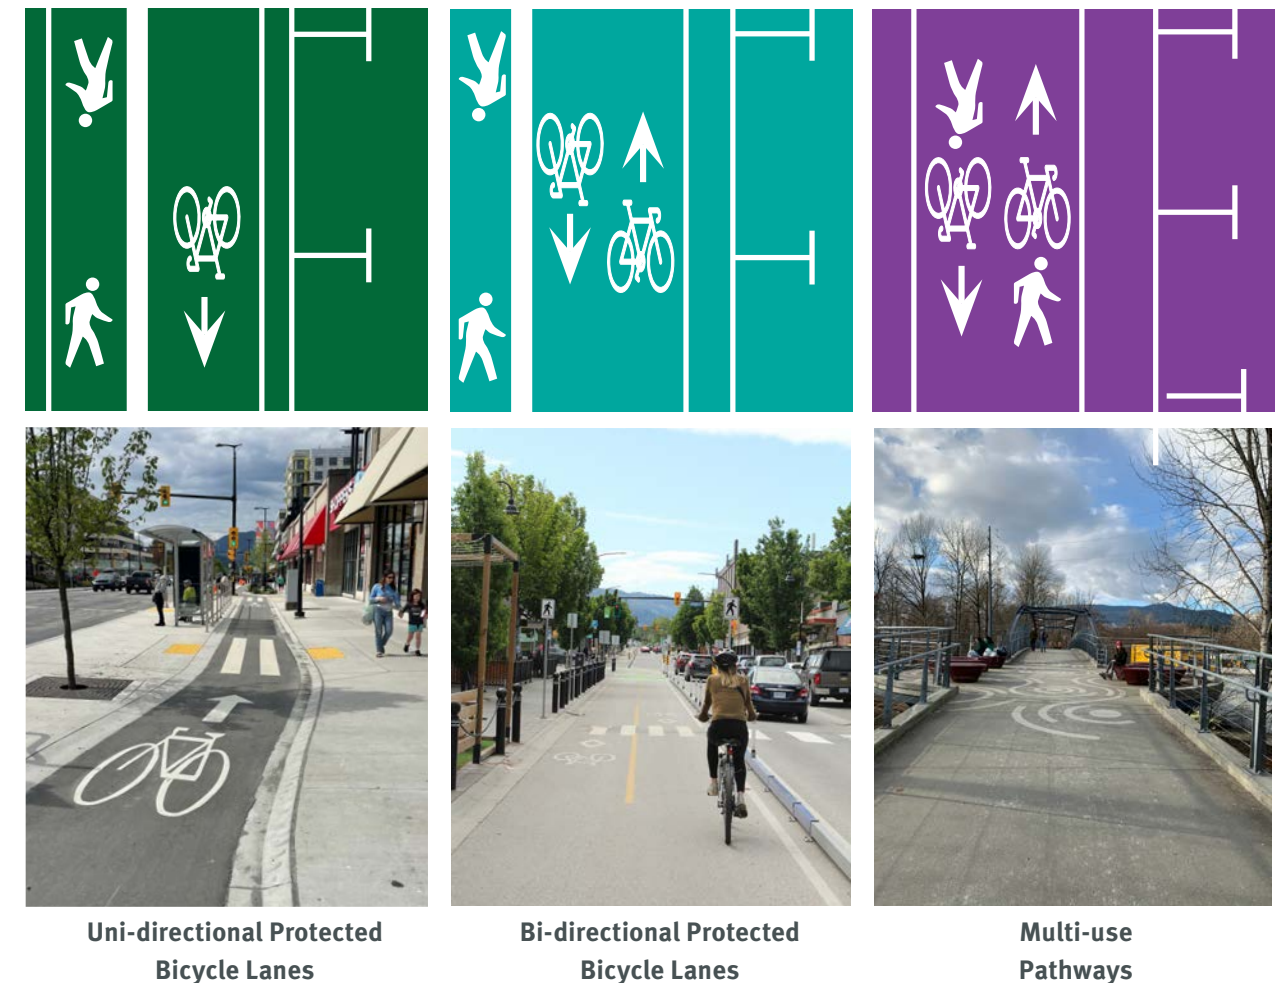 Uni-directional Protected
Bicycle Lanes
Bi-directional Protected
Bicycle Lanes
Multi-use
Pathways